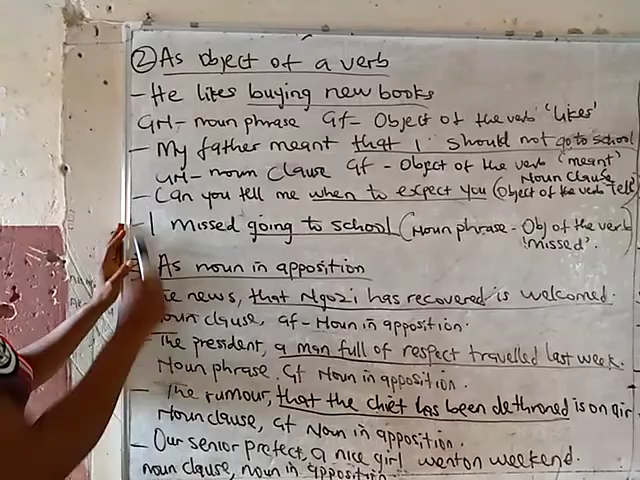 ② As object of a verb
- He likes buying new books
GN- noun phrase Gf- Object of the verb 'likes'
- My father meant that I should not go to school
GN- noun Clause Gf - Object of the verb 'meant'
- Can you tell me when to expect you (Noun Clause Object of the verb Tell)
- I missed going to school (Noun phrase - Obj of the verb 'missed'.)
As noun in apposition
The news, that Ngozi has recovered is welcomed.
Noun clause, Gf- Noun in apposition.
- The president, a man full of respect travelled last week.
Noun phrase. Gf Noun in apposition.
- The rumour, that the chief has been dethroned is on air
Noun clause, Gf Noun in apposition.
- Our senior prefect, a nice girl went on weekend.
noun clause, noun in apposition.